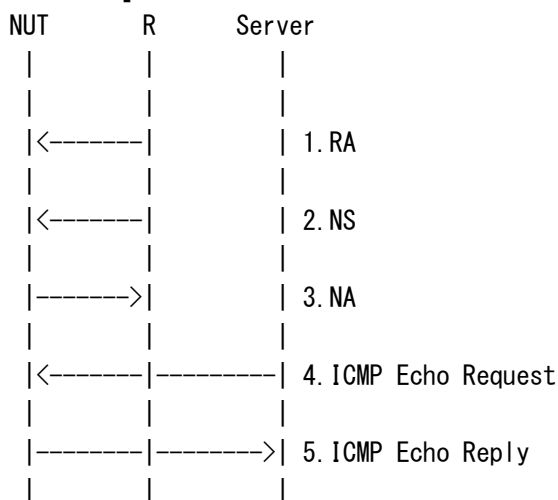 NUT R Server
| | |
| | |
|<-------| | 1.RA
| | |
|<-------| | 2.NS
| | |
|------->| | 3.NA
| | |
|<-------|---------| 4.ICMP Echo Request
| | |
|--------|-------->| 5.ICMP Echo Reply
| | |